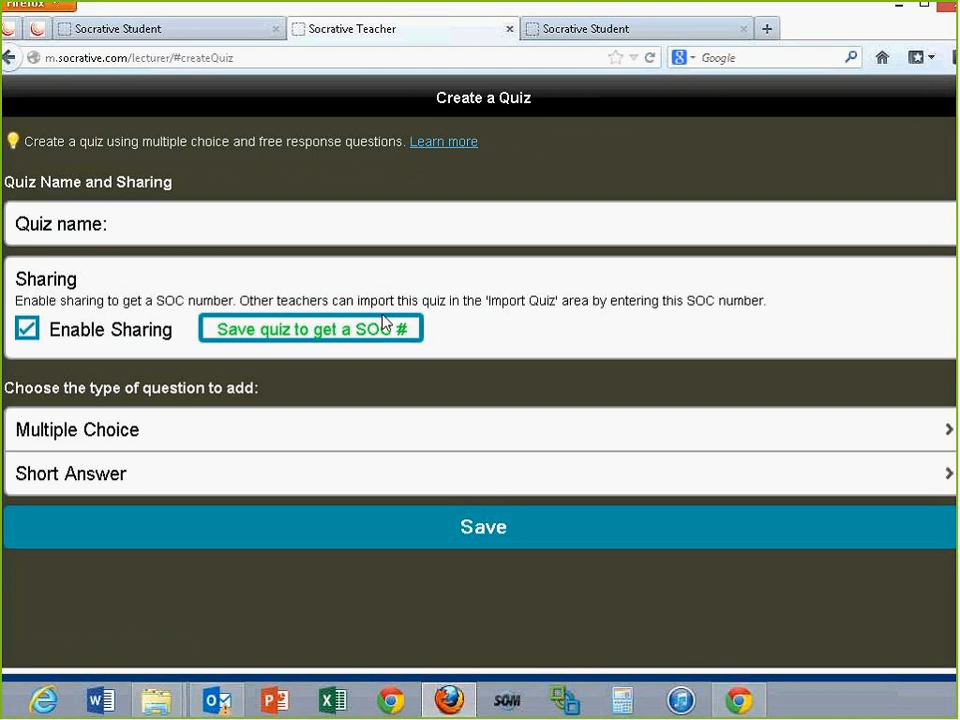 Firefox
Socrative Student
Socrative Teacher
Socrative Student
m.socrative.com/lecturer/#createQuiz
Google
Create a Quiz
Create a quiz using multiple choice and free response questions. Learn more
Quiz Name and Sharing
Quiz name:
Sharing
Enable sharing to get a SOC number. Other teachers can import this quiz in the 'Import Quiz' area by entering this SOC number.
Enable Sharing
Save quiz to get a SOC #
Choose the type of question to add:
Multiple Choice
Short Answer
Save
SOM